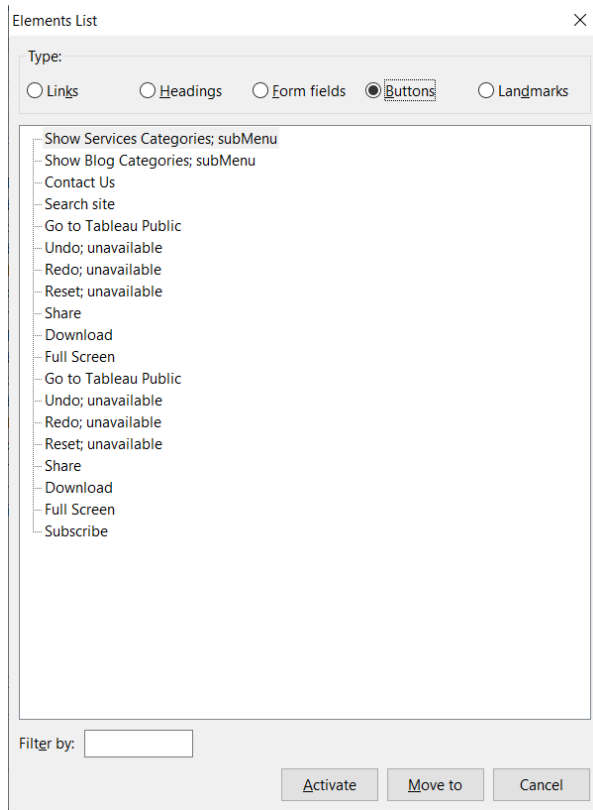 Elements List
Type:
Links Headings Form fields Buttons Landmarks
Show Services Categories; subMenu
Show Blog Categories; subMenu
Contact Us
Search site
Go to Tableau Public
Undo; unavailable
Redo; unavailable
Reset; unavailable
Share
Download
Full Screen
Go to Tableau Public
Undo; unavailable
Redo; unavailable
Reset; unavailable
Share
Download
Full Screen
Subscribe
Filter by:
Activate Move to Cancel